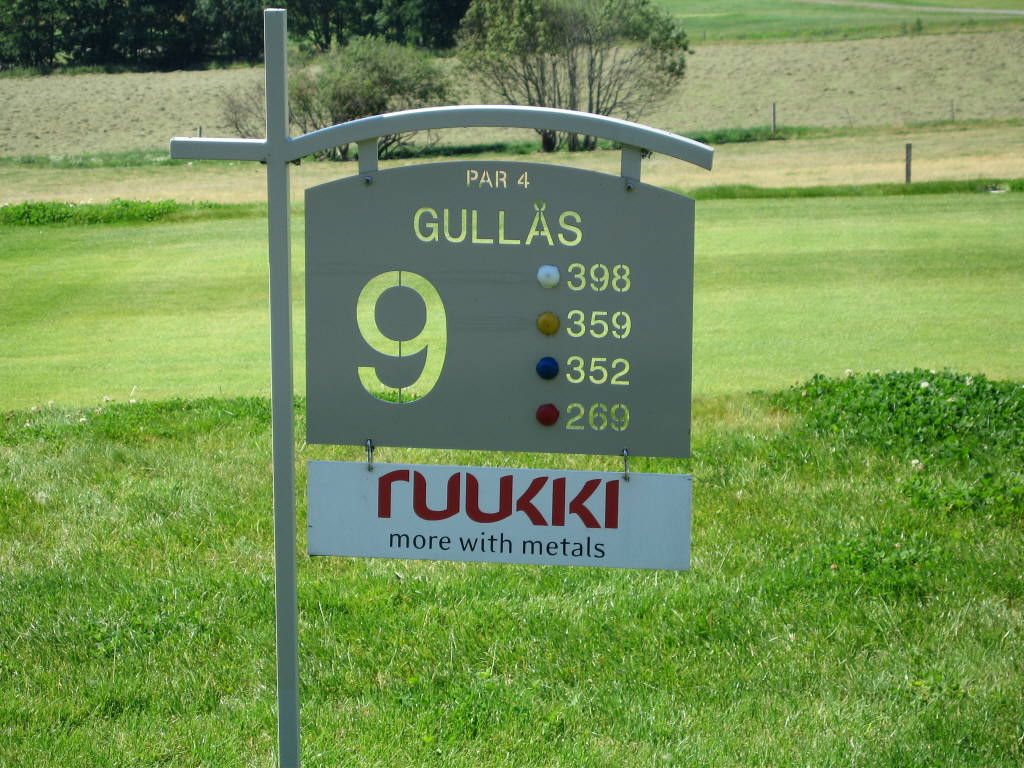 PAR 4
GULLÅS
9
398
359
352
269
ruukki
more with metals